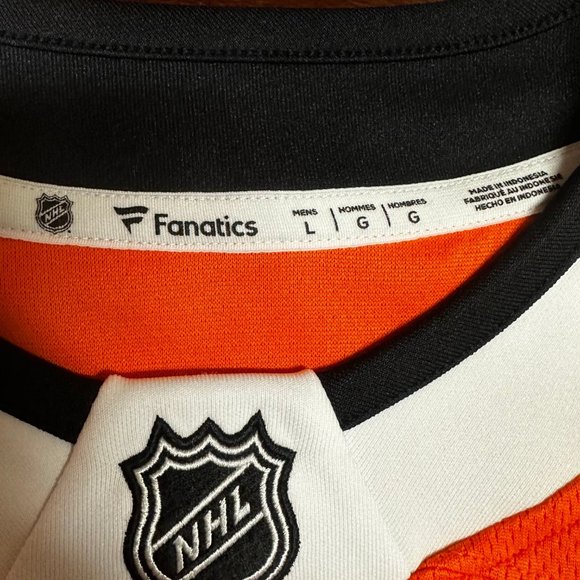 NHL
Fanatics
MENS
L
HOMMES
G
HOMBRES
G
MADE IN INDONESIA
FABRIQUÉ AU INDONÉSIE
HECHO EN INDONESIA
NHL